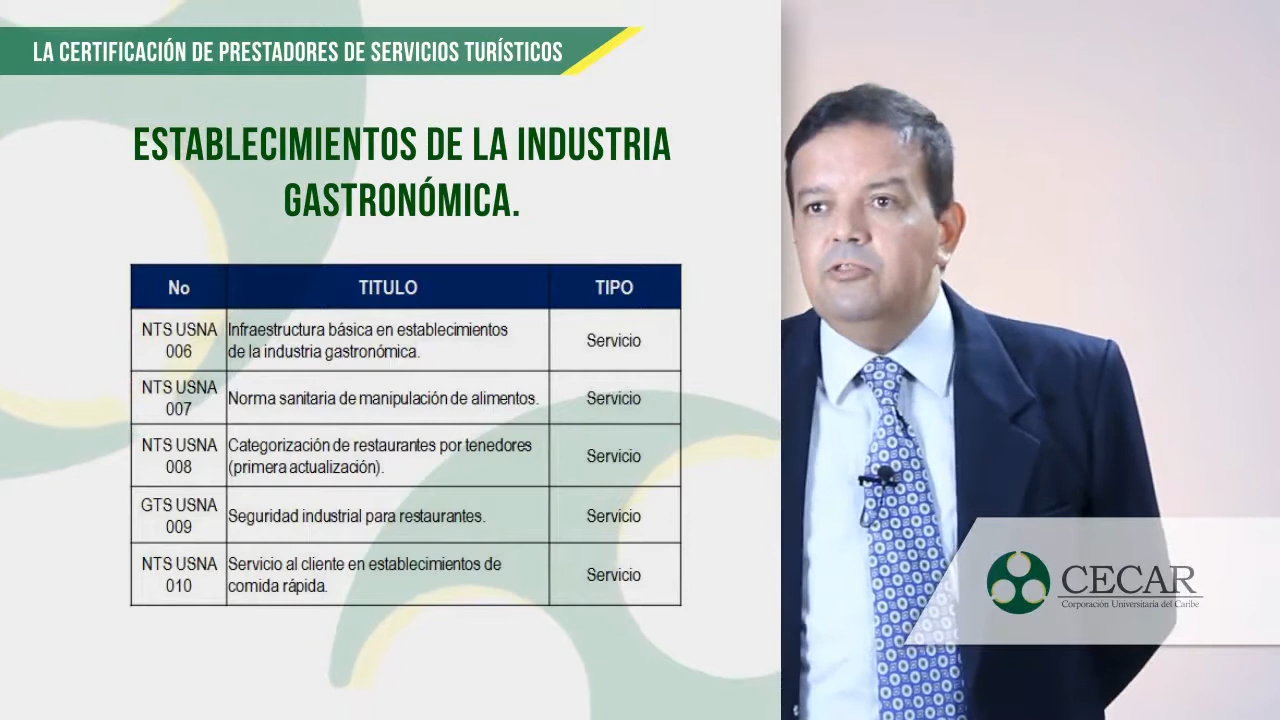 LA CERTIFICACIÓN DE PRESTADORES DE SERVICIOS TURÍSTICOS
ESTABLECIMIENTOS DE LA INDUSTRIA
GASTRONÓMICA.
No TITULO TIPO
NTS USNA
006
Infraestructura básica en establecimientos
de la industria gastronómica.
Servicio
NTS USNA
007
Norma sanitaria de manipulación de alimentos.
Servicio
NTS USNA
008
Categorización de restaurantes por tenedores
(primera actualización).
Servicio
GTS USNA
009
Seguridad industrial para restaurantes.
Servicio
NTS USNA
010
Servicio al cliente en establecimientos de
comida rápida.
Servicio
CECAR
Corporación Universitaria del Caribe